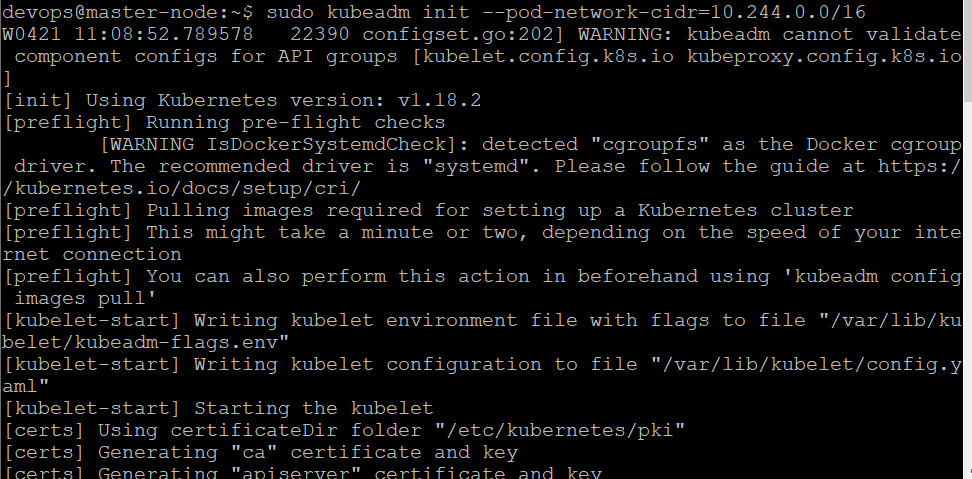 devops@master-node:~$ sudo kubeadm init --pod-network-cidr=10.244.0.0/16
W0421 11:08:52.789578   22390 configset.go:202] WARNING: kubeadm cannot validate
 component configs for API groups [kubelet.config.k8s.io kubeproxy.config.k8s.io
]
[init] Using Kubernetes version: v1.18.2
[preflight] Running pre-flight checks
        [WARNING IsDockerSystemdCheck]: detected "cgroupfs" as the Docker cgroup
 driver. The recommended driver is "systemd". Please follow the guide at https:/
/kubernetes.io/docs/setup/cri/
[preflight] Pulling images required for setting up a Kubernetes cluster
[preflight] This might take a minute or two, depending on the speed of your inte
rnet connection
[preflight] You can also perform this action in beforehand using 'kubeadm config
 images pull'
[kubelet-start] Writing kubelet environment file with flags to file "/var/lib/ku
belet/kubeadm-flags.env"
[kubelet-start] Writing kubelet configuration to file "/var/lib/kubelet/config.y
aml"
[kubelet-start] Starting the kubelet
[certs] Using certificateDir folder "/etc/kubernetes/pki"
[certs] Generating "ca" certificate and key
[certs] Generating "apiserver" certificate and key